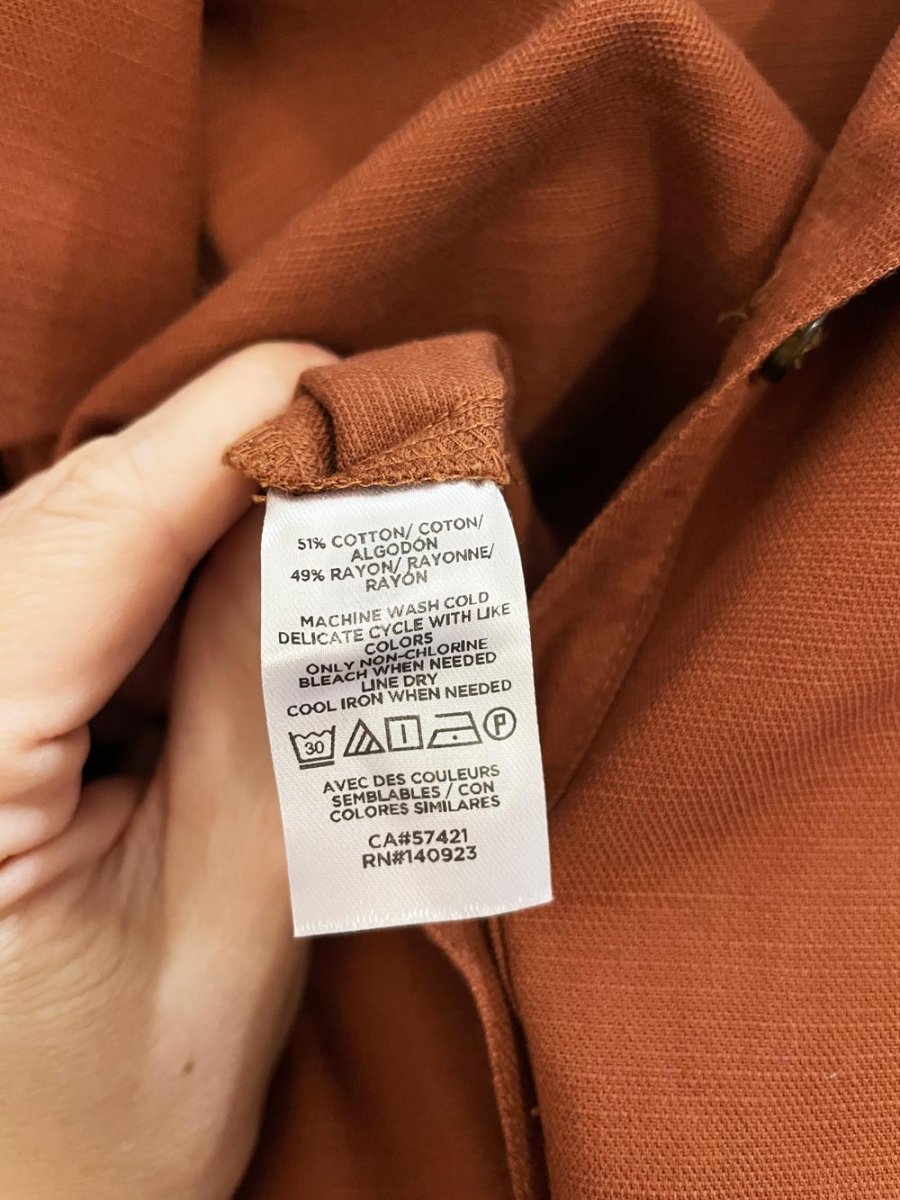 51% COTTON/ COTON/
ALGODÓN
49% RAYON/ RAYONNE/
RAYÓN
MACHINE WASH COLD
DELICATE CYCLE WITH LIKE
COLORS
ONLY NON-CHLORINE
BLEACH WHEN NEEDED
LINE DRY
COOL IRON WHEN NEEDED
30 P
AVEC DES COULEURS
SEMBLABLES / CON
COLORES SIMILARES
CA#57421
RN#140923